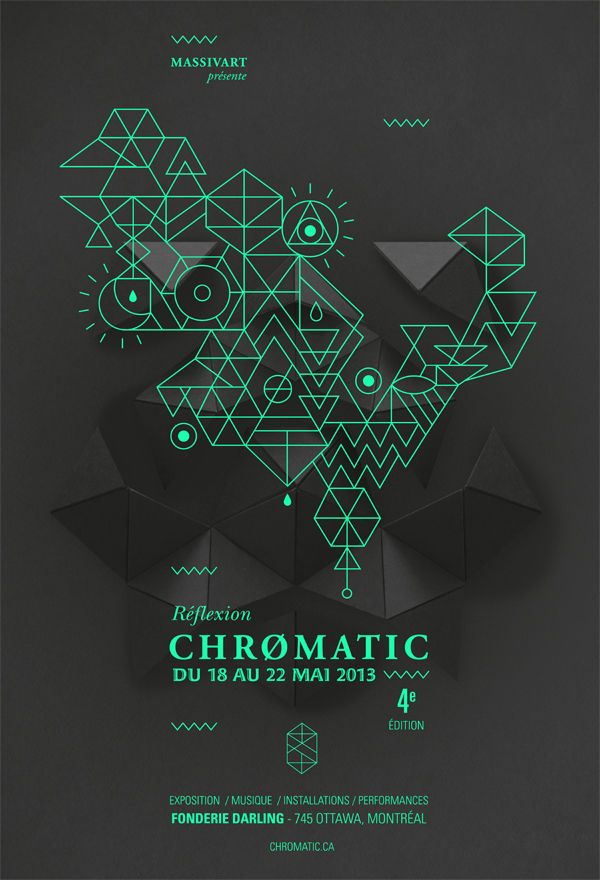 MASSIVART
présente
Réflexion
CHRØMATIC
DU 18 AU 22 MAI 2013
4e
ÉDITION
EXPOSITION / MUSIQUE / INSTALLATIONS / PERFORMANCES
FONDERIE DARLING - 745 OTTAWA, MONTRÉAL
CHROMATIC.CA